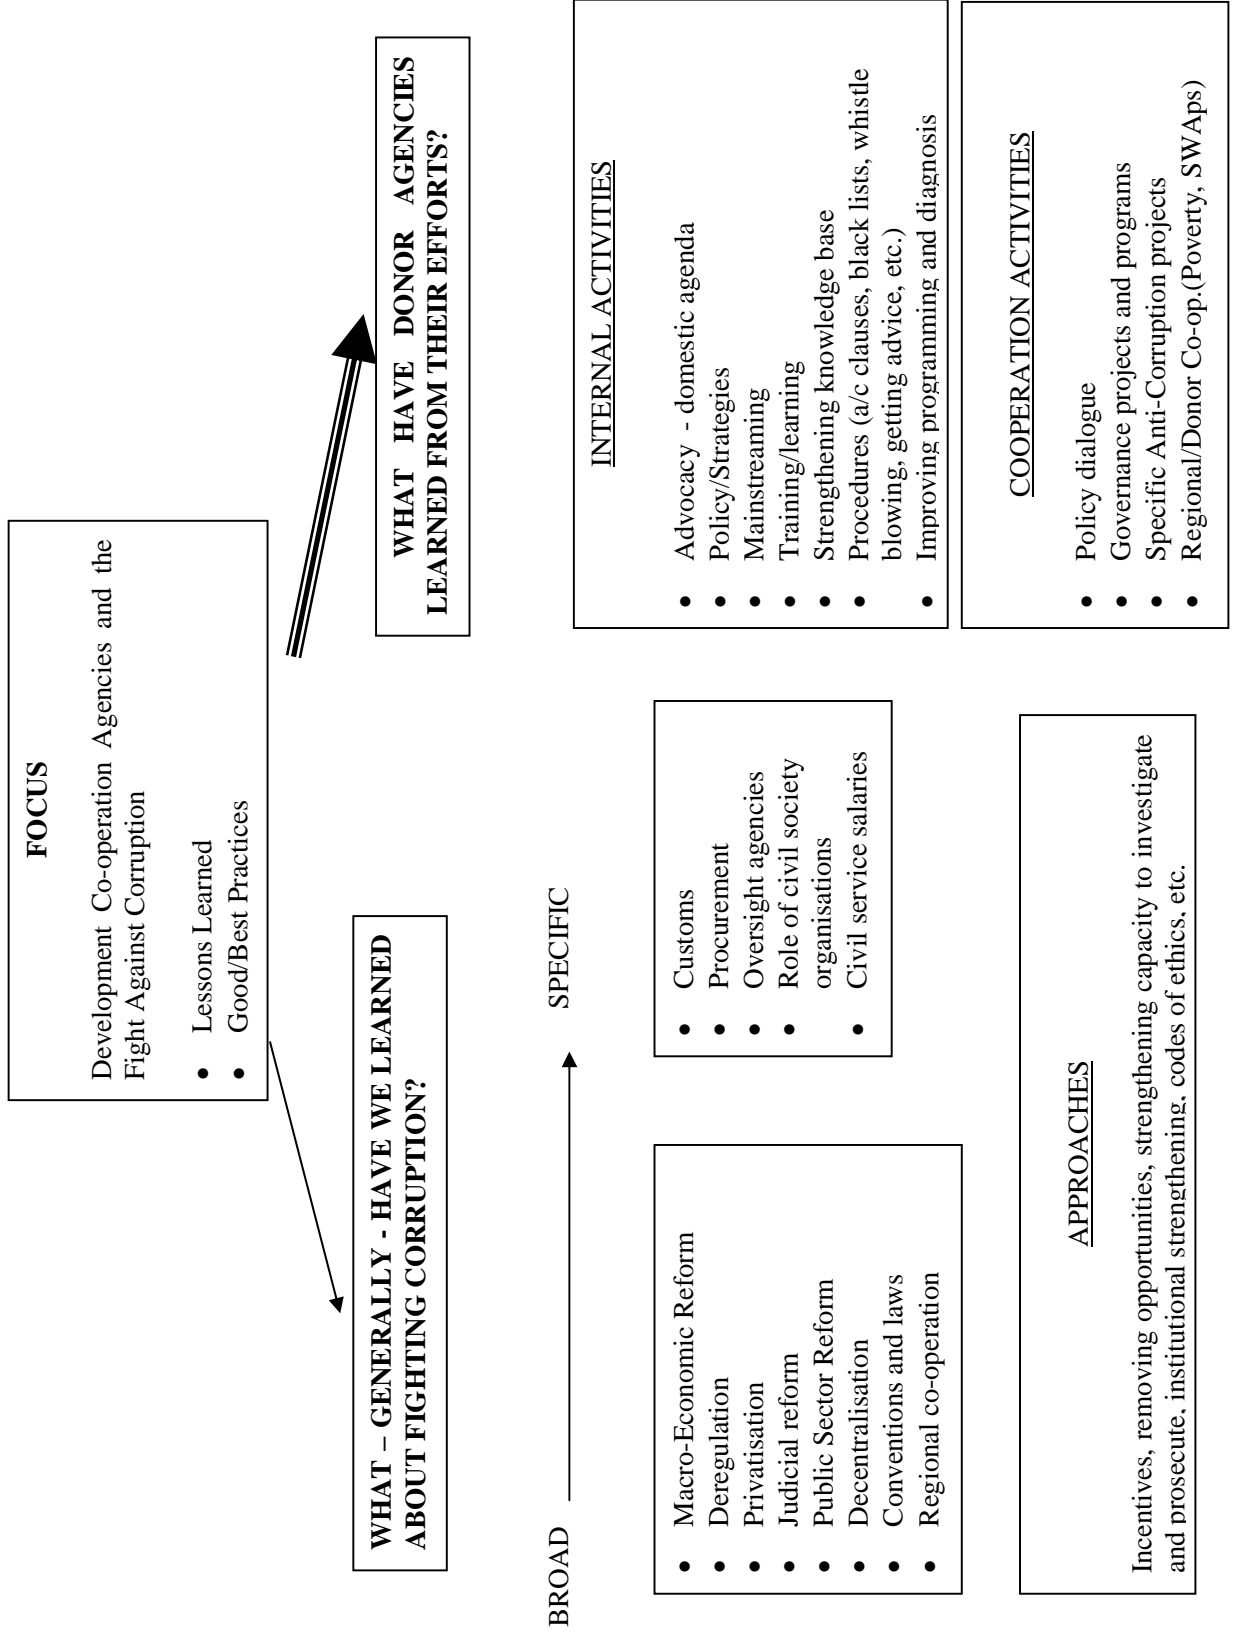 FOCUS
Development Co-operation Agencies and the
Fight Against Corruption
• Lessons Learned
• Good/Best Practices
WHAT – GENERALLY - HAVE WE LEARNED
ABOUT FIGHTING CORRUPTION?
WHAT HAVE DONOR AGENCIES
LEARNED FROM THEIR EFFORTS?
BROAD
SPECIFIC
• Macro-Economic Reform
• Deregulation
• Privatisation
• Judicial reform
• Public Sector Reform
• Decentralisation
• Conventions and laws
• Regional co-operation
• Customs
• Procurement
• Oversight agencies
• Role of civil society
organisations
• Civil service salaries
APPROACHES
Incentives, removing opportunities, strengthening capacity to investigate
and prosecute, institutional strengthening, codes of ethics, etc.
INTERNAL ACTIVITIES
• Advocacy - domestic agenda
• Policy/Strategies
• Mainstreaming
• Training/learning
• Strengthening knowledge base
• Procedures (a/c clauses, black lists, whistle
blowing, getting advice, etc.)
• Improving programming and diagnosis
COOPERATION ACTIVITIES
• Policy dialogue
• Governance projects and programs
• Specific Anti-Corruption projects
• Regional/Donor Co-op.(Poverty, SWAps)